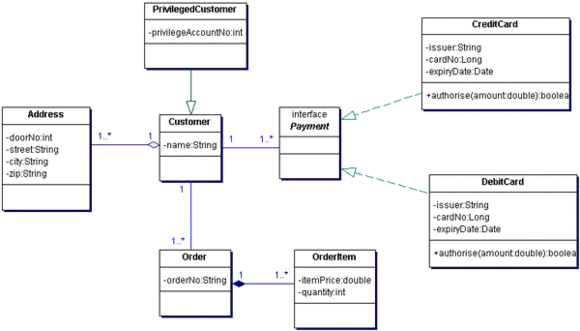 PrivilegedCustomer
-privilegeAccountNo:int
CreditCard
-issuer:String
-cardNo:Long
-expiryDate:Date
+authorise(amount:double):boolea
Address
-doorNo:int
-street:String
-city:String
-zip:String
1..*
1
Customer
-name:String
1
1..*
interface
Payment
DebitCard
-issuer:String
-cardNo:Long
-expiryDate:Date
+authorise(amount:double):boolea
1
1..*
Order
-orderNo:String
1
1..*
OrderItem
-itemPrice:double
-quantity:int